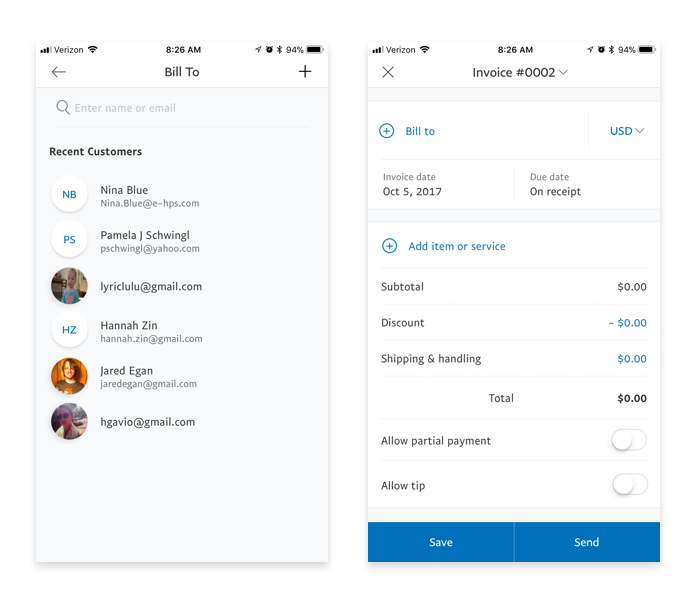 Verizon 8:26 AM 94%
Bill To
Enter name or email
Recent Customers
NB
Nina Blue
Nina.Blue@e-hps.com
PS
Pamela J Schwingl
pschwingl@yahoo.com
lyriclulu@gmail.com
HZ
Hannah Zin
hannah.zin@gmail.com
Jared Egan
jaredegan@gmail.com
hgavio@gmail.com
Verizon 8:26 AM 94%
Invoice #0002
Bill to USD
Invoice date Due date
Oct 5, 2017 On receipt
Add item or service
Subtotal $0.00
Discount – $0.00
Shipping & handling $0.00
Total $0.00
Allow partial payment
Allow tip
Save Send